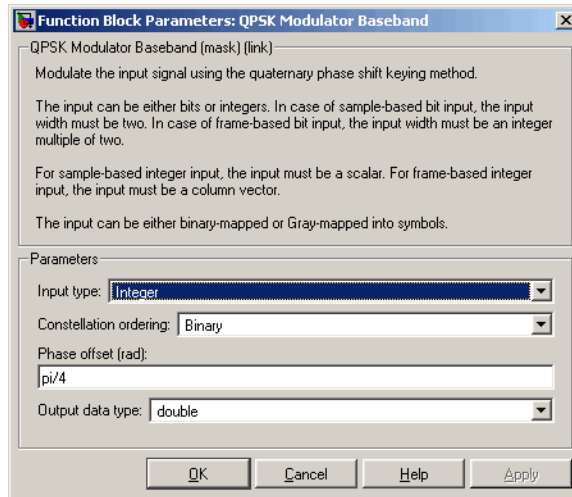 Function Block Parameters: QPSK Modulator Baseband
QPSK Modulator Baseband (mask) (link)
Modulate the input signal using the quaternary phase shift keying method.
The input can be either bits or integers. In case of sample-based bit input, the input
width must be two. In case of frame-based bit input, the input width must be an integer
multiple of two.
For sample-based integer input, the input must be a scalar. For frame-based integer
input, the input must be a column vector.
The input can be either binary-mapped or Gray-mapped into symbols.
Parameters
Input type: Integer
Constellation ordering: Binary
Phase offset (rad):
pi/4
Output data type: double
OK Cancel Help Apply